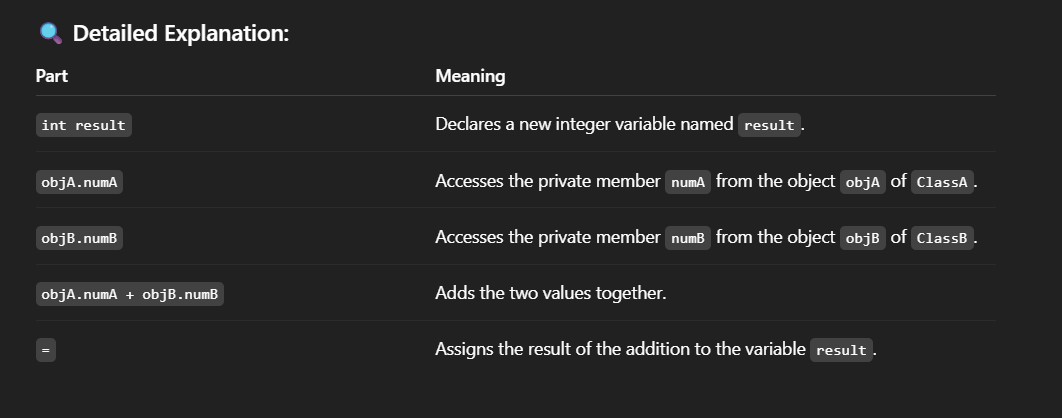 Detailed Explanation:
Part Meaning
int result Declares a new integer variable named result.
objA.numA Accesses the private member numA from the object objA of ClassA.
objB.numB Accesses the private member numB from the object objB of ClassB.
objA.numA + objB.numB Adds the two values together.
= Assigns the result of the addition to the variable result.